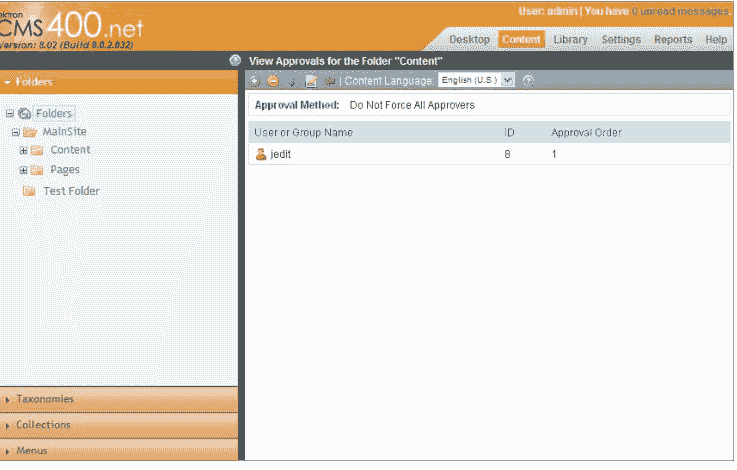 ektron
CMS400.net
Version: 8.02 (Build 8.0.2.032)
User: admin | You have 0 unread messages.
Desktop Content Library Settings Reports Help
View Approvals for the Folder "Content"
Folders
Content Language: English (U.S.)
Approval Method: Do Not Force All Approvers
User or Group Name ID Approval Order
jedit 8 1
Folders
MainSite
Content
Pages
Test Folder
Taxonomies
Collections
Menus